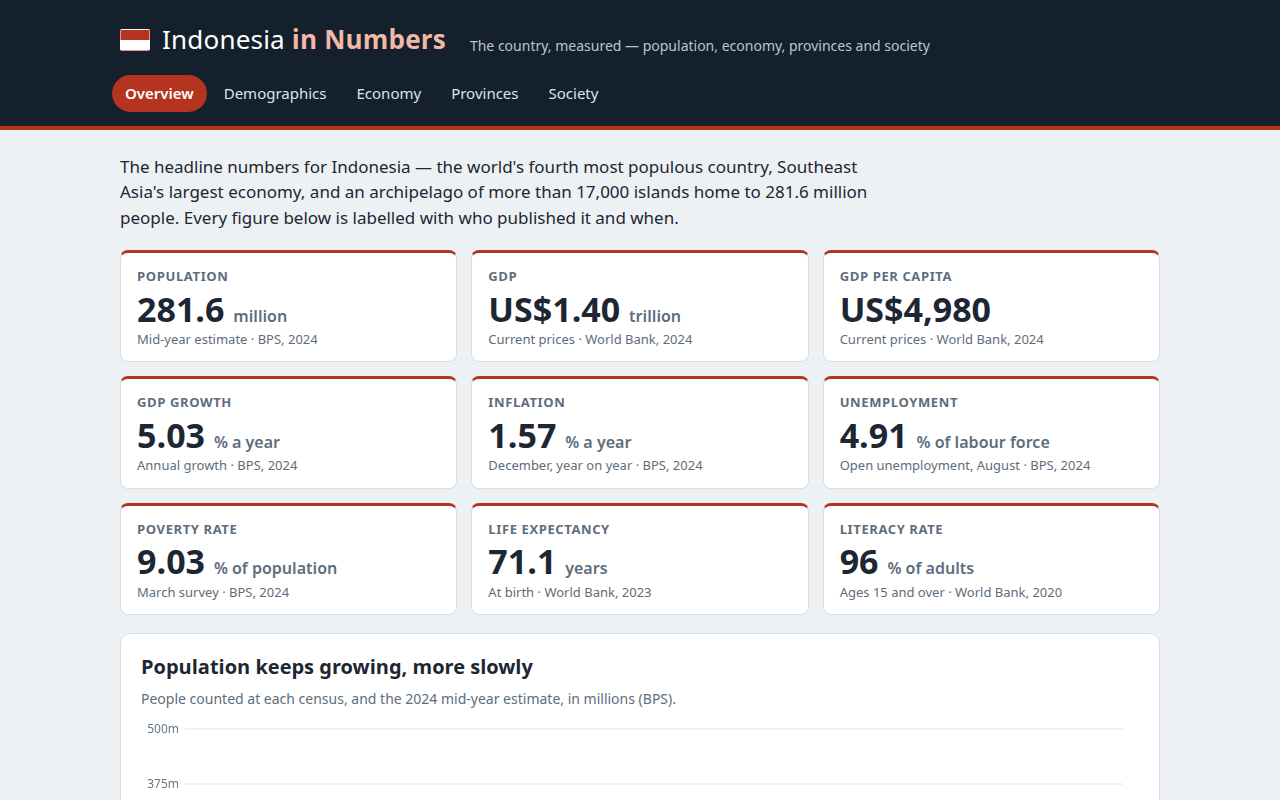 Indonesia in Numbers
The country, measured — population, economy, provinces and society
Overview Demographics Economy Provinces Society
The headline numbers for Indonesia — the world's fourth most populous country, Southeast
Asia's largest economy, and an archipelago of more than 17,000 islands home to 281.6 million
people. Every figure below is labelled with who published it and when.
POPULATION
281.6 million
Mid-year estimate · BPS, 2024
GDP
US$1.40 trillion
Current prices · World Bank, 2024
GDP PER CAPITA
US$4,980
Current prices · World Bank, 2024
GDP GROWTH
5.03 % a year
Annual growth · BPS, 2024
INFLATION
1.57 % a year
December, year on year · BPS, 2024
UNEMPLOYMENT
4.91 % of labour force
Open unemployment, August · BPS, 2024
POVERTY RATE
9.03 % of population
March survey · BPS, 2024
LIFE EXPECTANCY
71.1 years
At birth · World Bank, 2023
LITERACY RATE
96 % of adults
Ages 15 and over · World Bank, 2020
Population keeps growing, more slowly
People counted at each census, and the 2024 mid-year estimate, in millions (BPS).
500m
375m